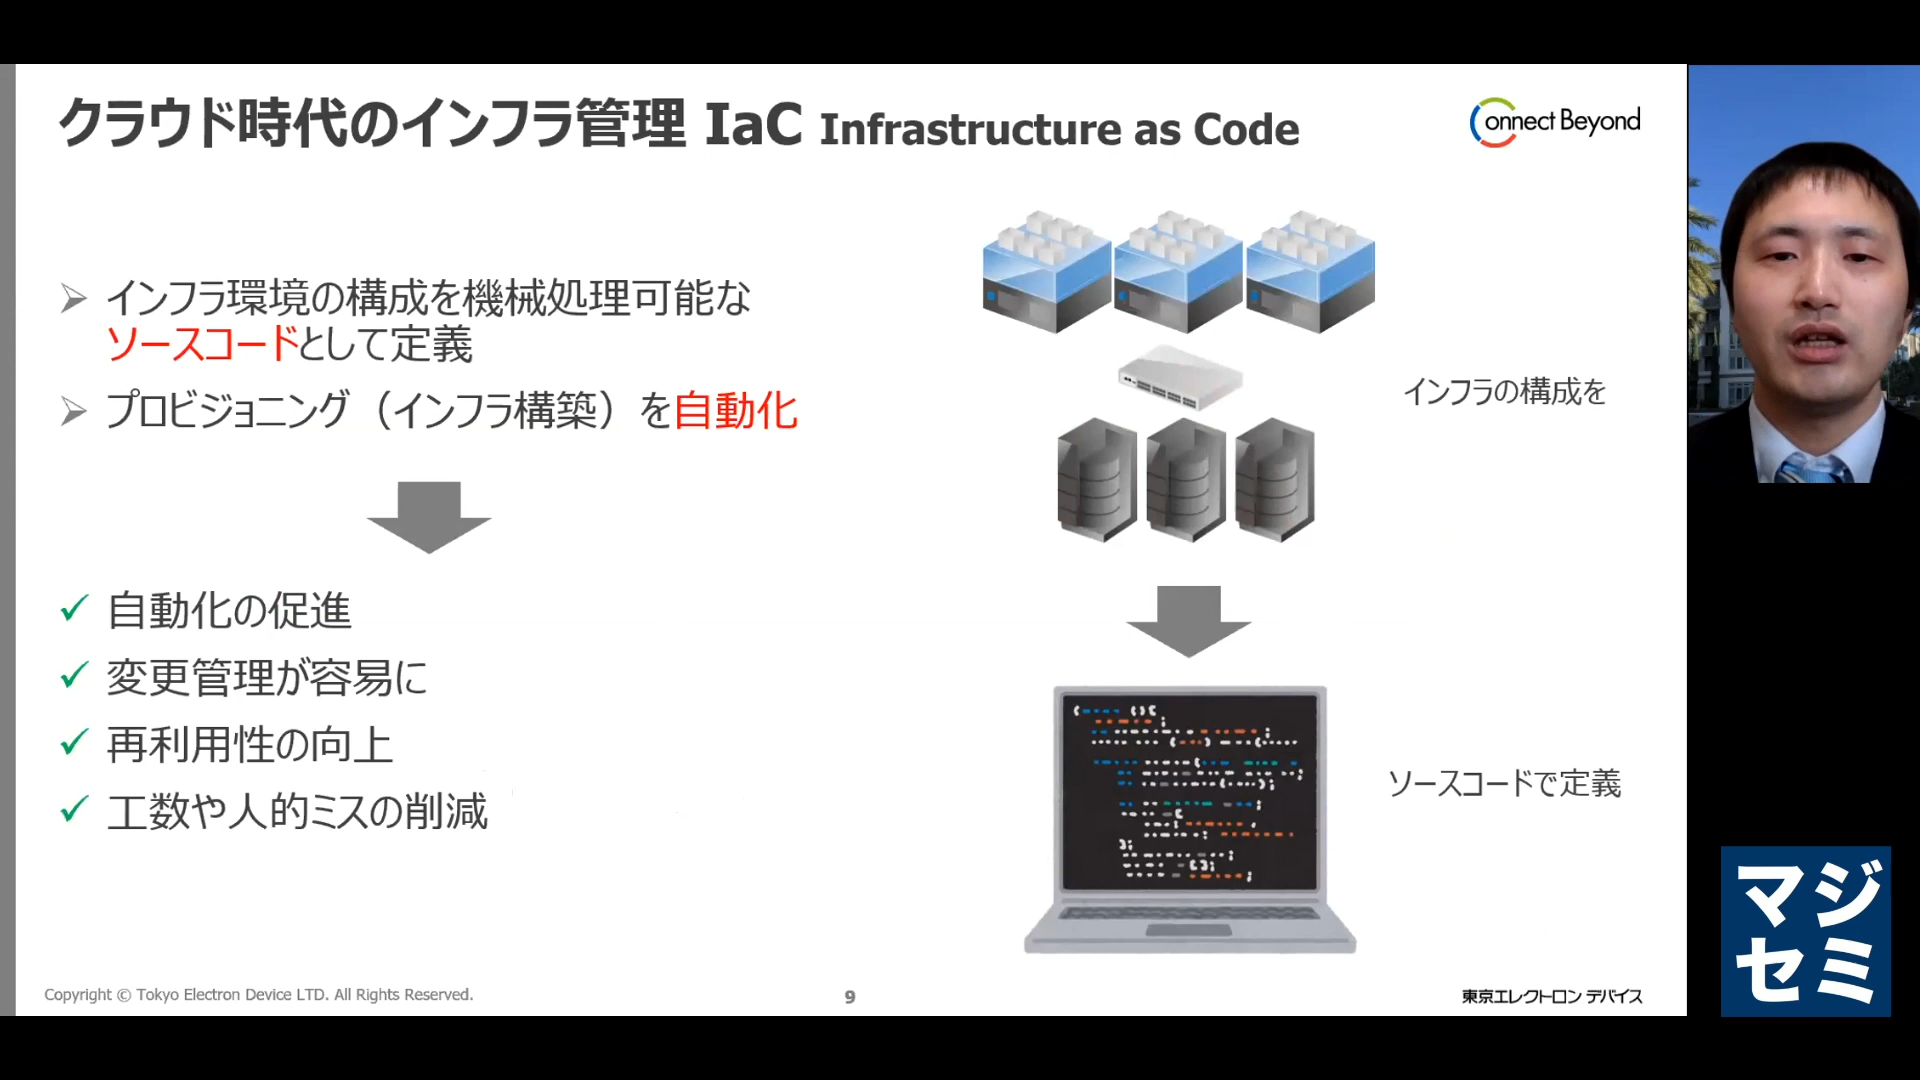 クラウド時代のインフラ管理 IaC Infrastructure as Code
Connect Beyond
インフラ環境の構成を機械処理可能な
ソースコードとして定義
プロビジョニング（インフラ構築）を自動化
自動化の促進
変更管理が容易に
再利用性の向上
工数や人的ミスの削減
インフラの構成を
ソースコードで定義
マジ
セミ
Copyright © Tokyo Electron Device LTD. All Rights Reserved.
9
東京エレクトロン デバイス